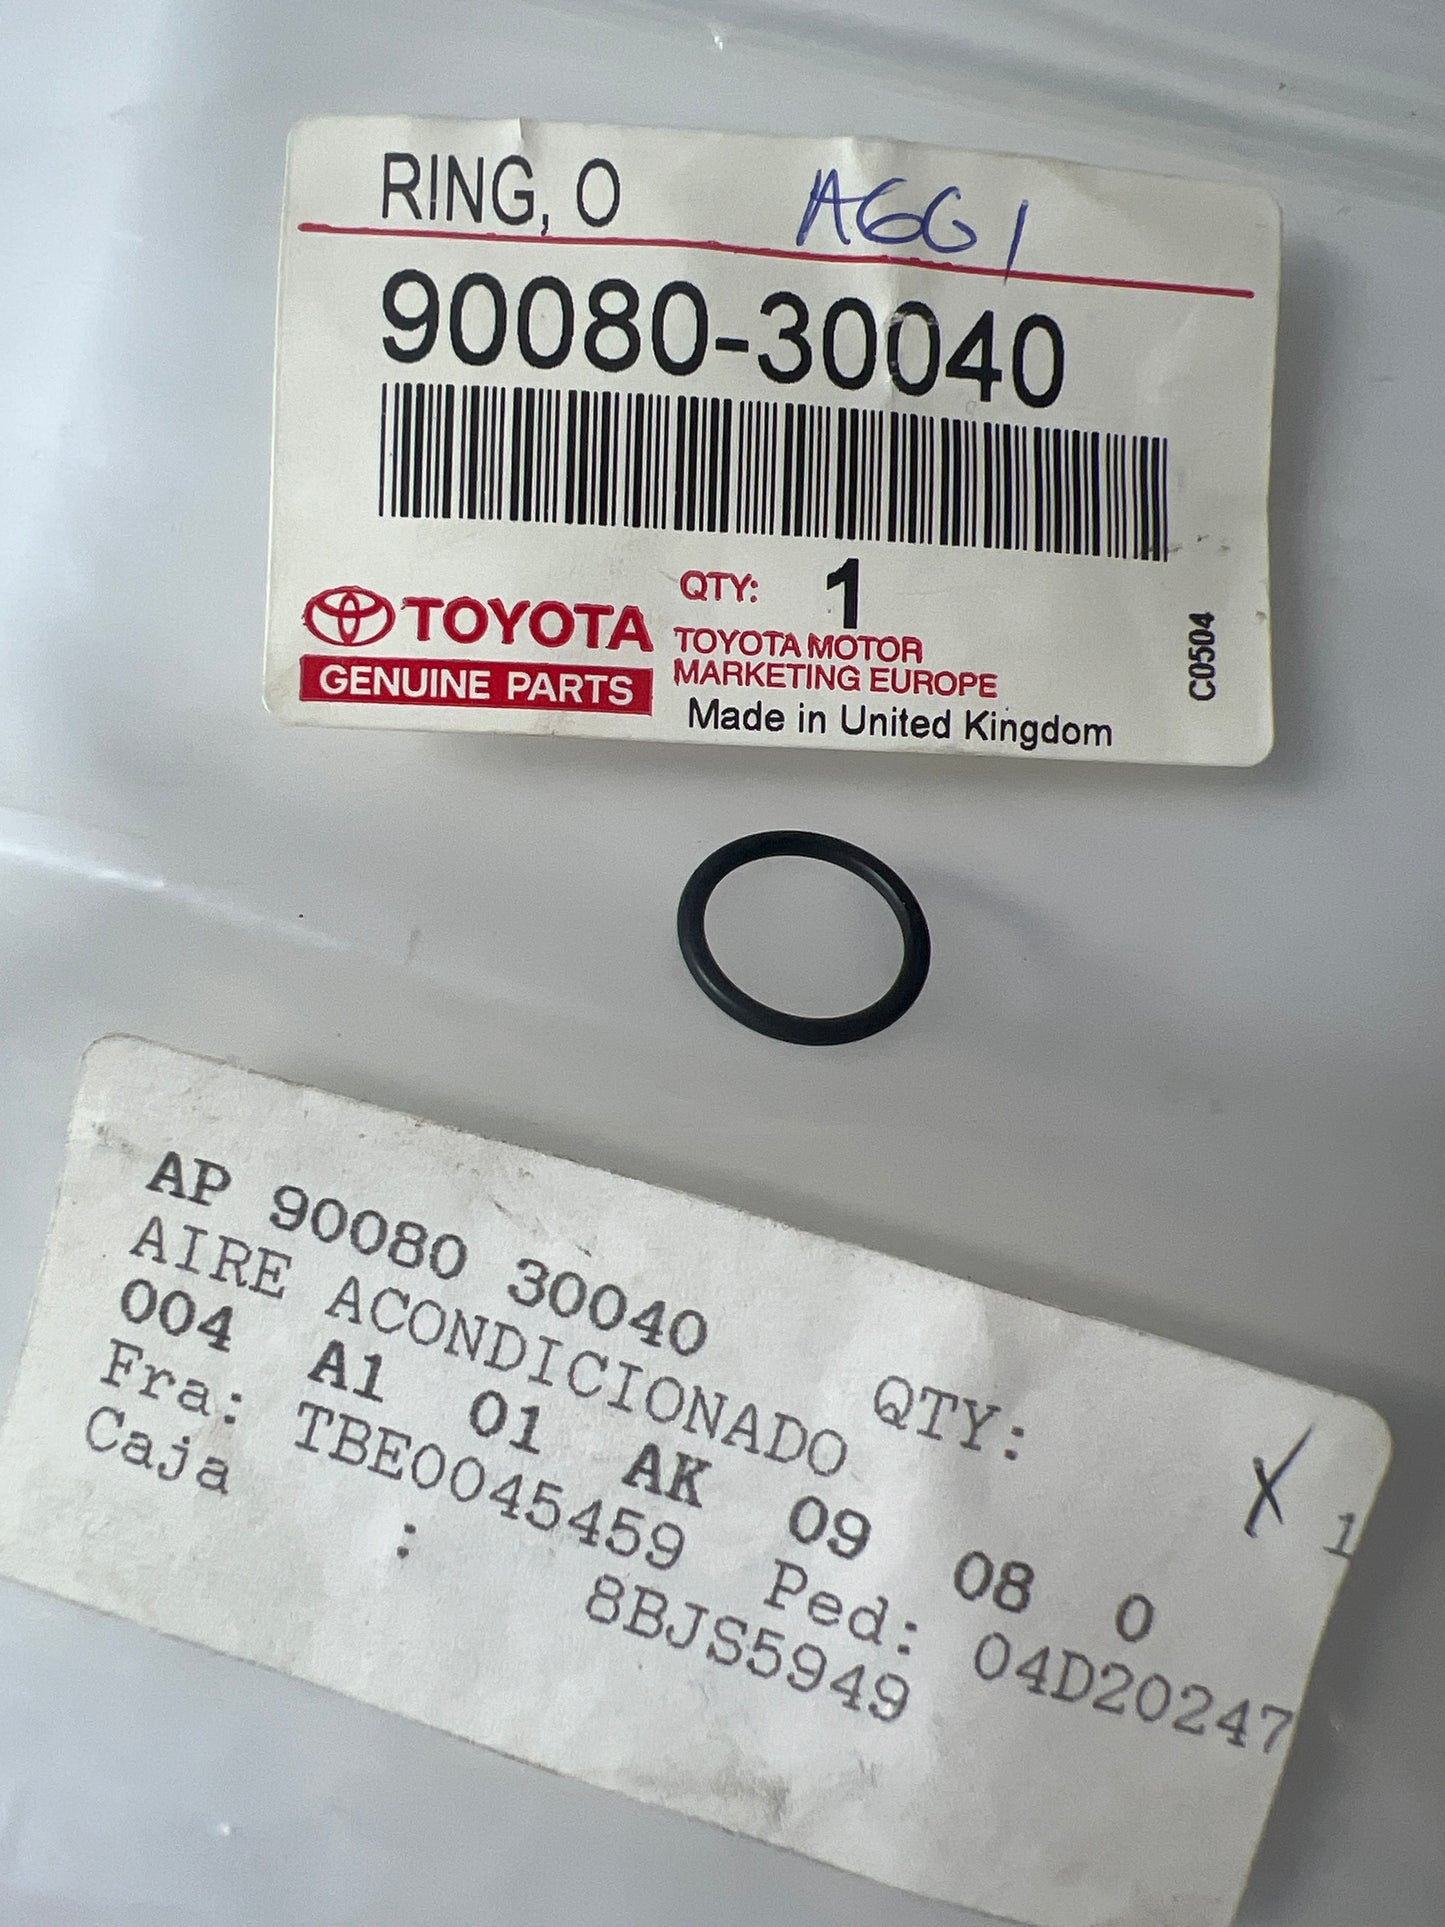 RING, O A661
90080-30040
QTY: 1
TOYOTA
GENUINE PARTS
TOYOTA MOTOR
MARKETING EUROPE
Made in United Kingdom
C0504
AP 90080 30040
AIRE ACONDICIONADO QTY: X 1
004 A1 01 AK 09 08 0
Fra: TBE0045459 Ped: 04D20247
Caja : 8BJS5949